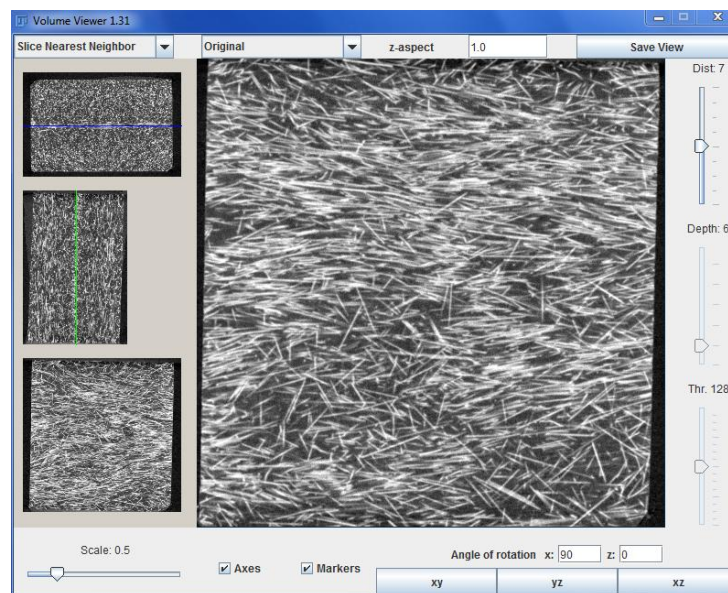 Volume Viewer 1.31
Slice Nearest Neighbor Original z-aspect 1.0 Save View
Dist: 7
Depth: 6
Thr. 128
Scale: 0.5
Axes Markers
Angle of rotation x: 90 z: 0
xy yz xz